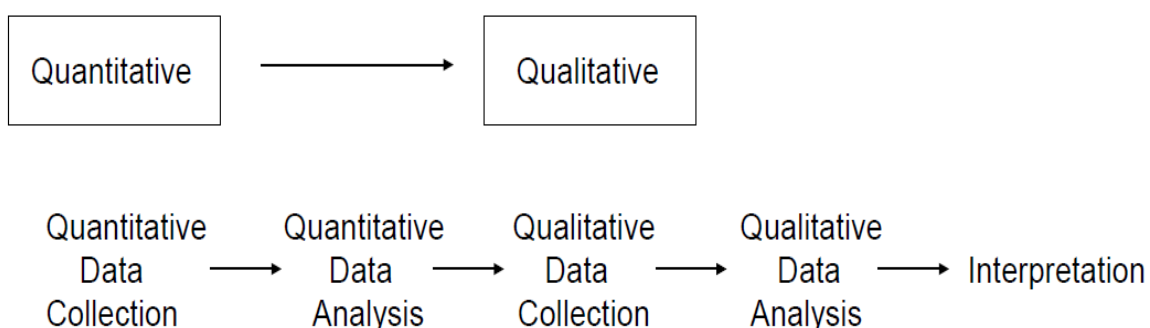 Quantitative
Qualitative
Quantitative
Data
Collection
Quantitative
Data
Analysis
Qualitative
Data
Collection
Qualitative
Data
Analysis
Interpretation